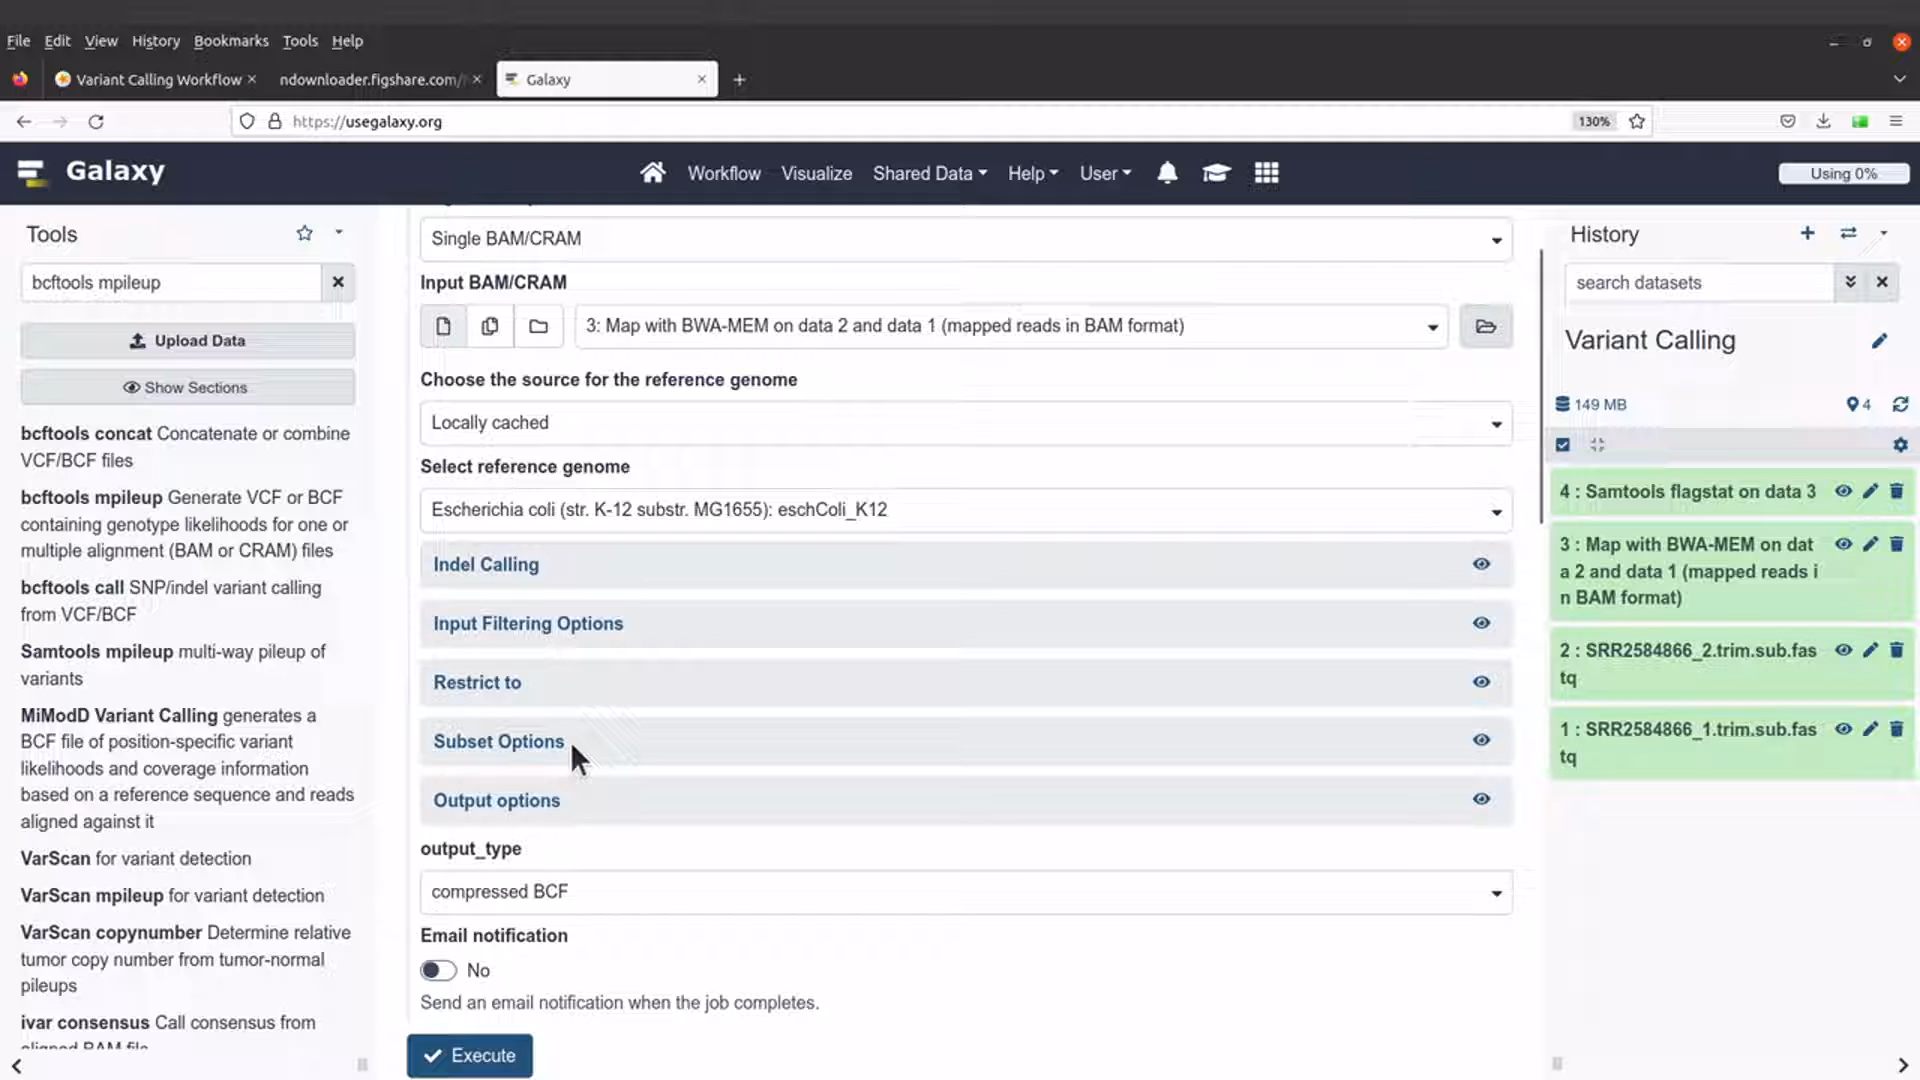 File Edit View History Bookmarks Tools Help
Variant Calling Workflow
ndownloader.figshare.com/
Galaxy
https://usegalaxy.org
130%
Galaxy
Workflow Visualize Shared Data Help User
Using 0%
Tools
bcftools mpileup
Upload Data
Show Sections
bcftools concat Concatenate or combine
VCF/BCF files
bcftools mpileup Generate VCF or BCF
containing genotype likelihoods for one or
multiple alignment (BAM or CRAM) files
bcftools call SNP/indel variant calling
from VCF/BCF
Samtools mpileup multi-way pileup of
variants
MiModD Variant Calling generates a
BCF file of position-specific variant
likelihoods and coverage information
based on a reference sequence and reads
aligned against it
VarScan for variant detection
VarScan mpileup for variant detection
VarScan copynumber Determine relative
tumor copy number from tumor-normal
pileups
ivar consensus Call consensus from
aligned BAM file
Single BAM/CRAM
Input BAM/CRAM
3: Map with BWA-MEM on data 2 and data 1 (mapped reads in BAM format)
Choose the source for the reference genome
Locally cached
Select reference genome
Escherichia coli (str. K-12 substr. MG1655): eschColi_K12
Indel Calling
Input Filtering Options
Restrict to
Subset Options
Output options
output_type
compressed BCF
Email notification
No
Send an email notification when the job completes.
Execute
History
search datasets
Variant Calling
149 MB
4
4 : Samtools flagstat on data 3
3 : Map with BWA-MEM on dat
a 2 and data 1 (mapped reads i
n BAM format)
2 : SRR2584866_2.trim.sub.fas
tq
1 : SRR2584866_1.trim.sub.fas
tq